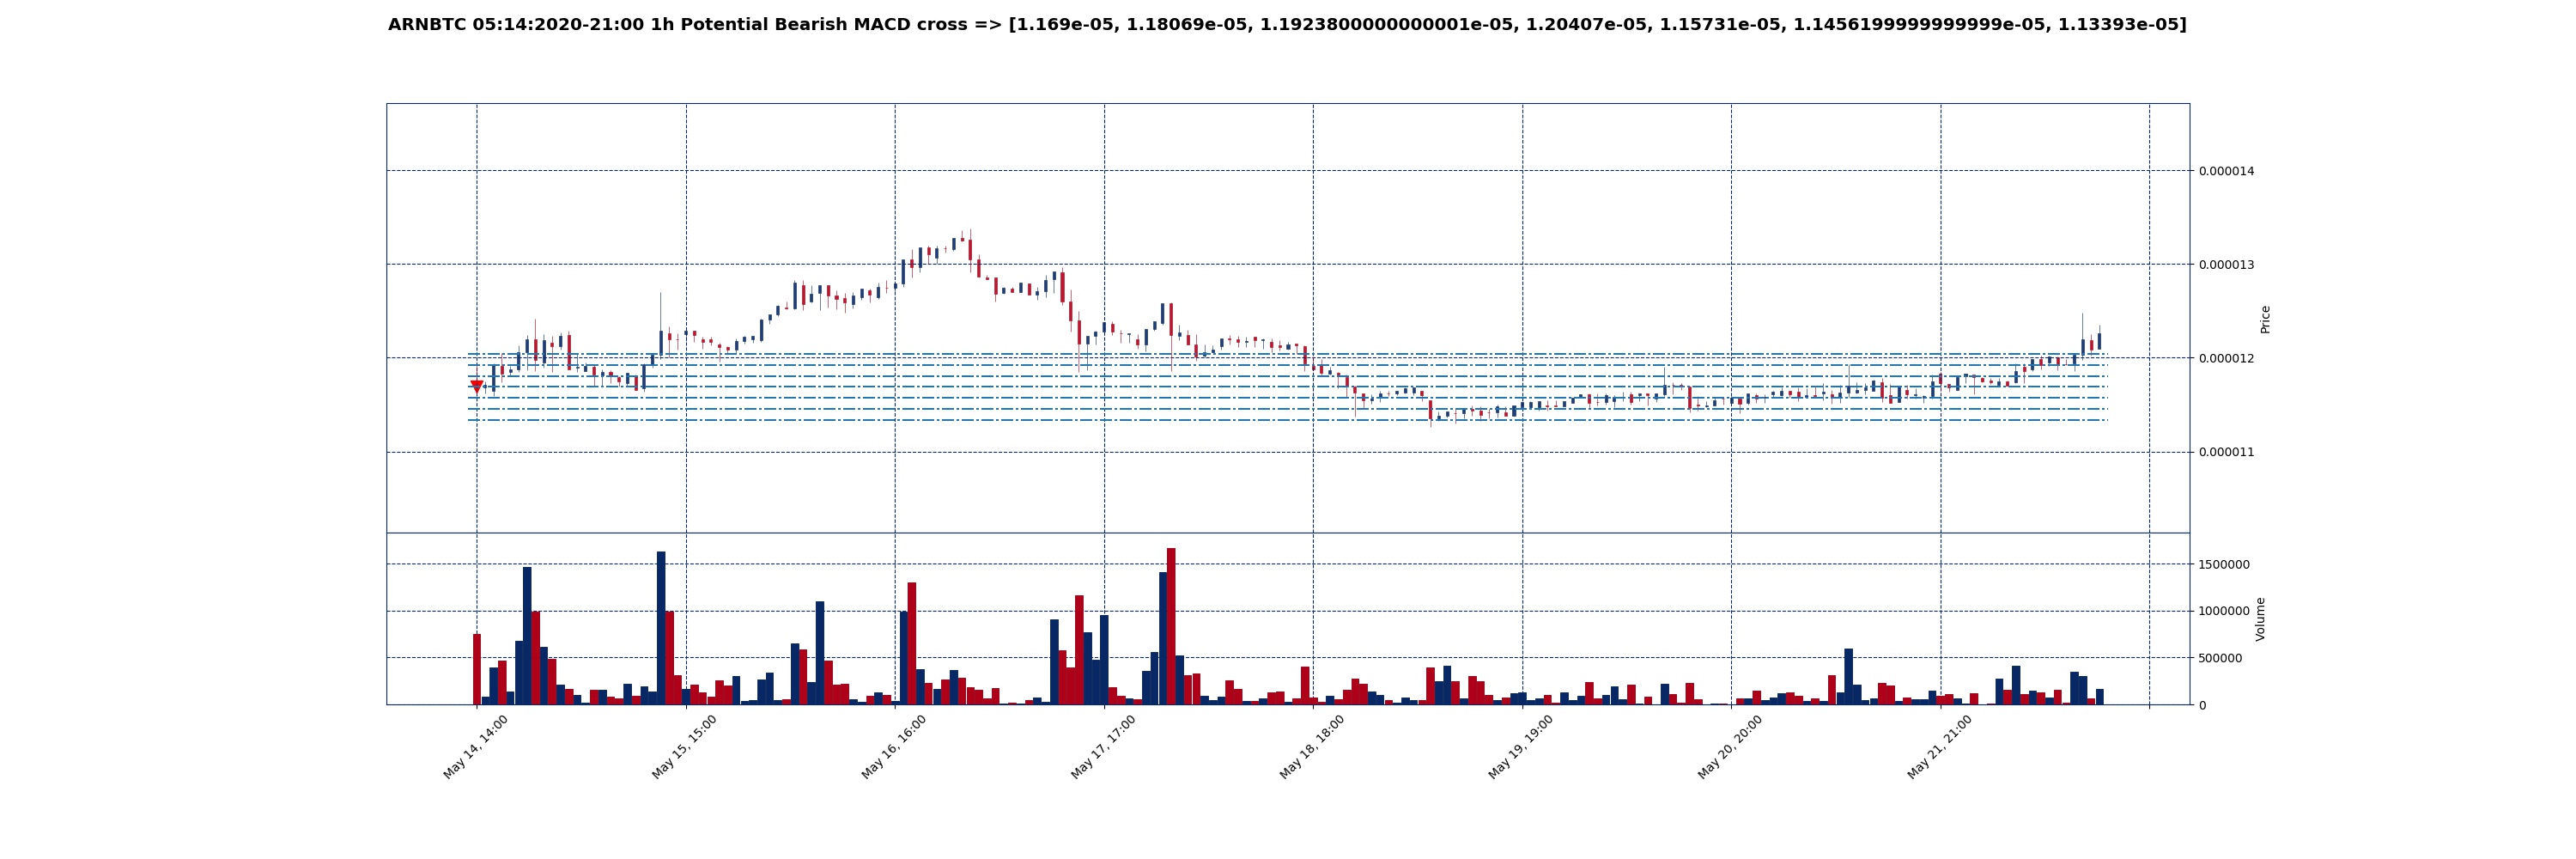 ARNBTC 05:14:2020-21:00 1h Potential Bearish MACD cross => [1.169e-05, 1.18069e-05, 1.1923800000000001e-05, 1.20407e-05, 1.15731e-05, 1.1456199999999999e-05, 1.13393e-05]
0.000014
0.000013
Price
0.000012
0.000011
1500000
1000000
Volume
500000
0
May 14, 14:00
May 15, 15:00
May 16, 16:00
May 17, 17:00
May 18, 18:00
May 19, 19:00
May 20, 20:00
May 21, 21:00